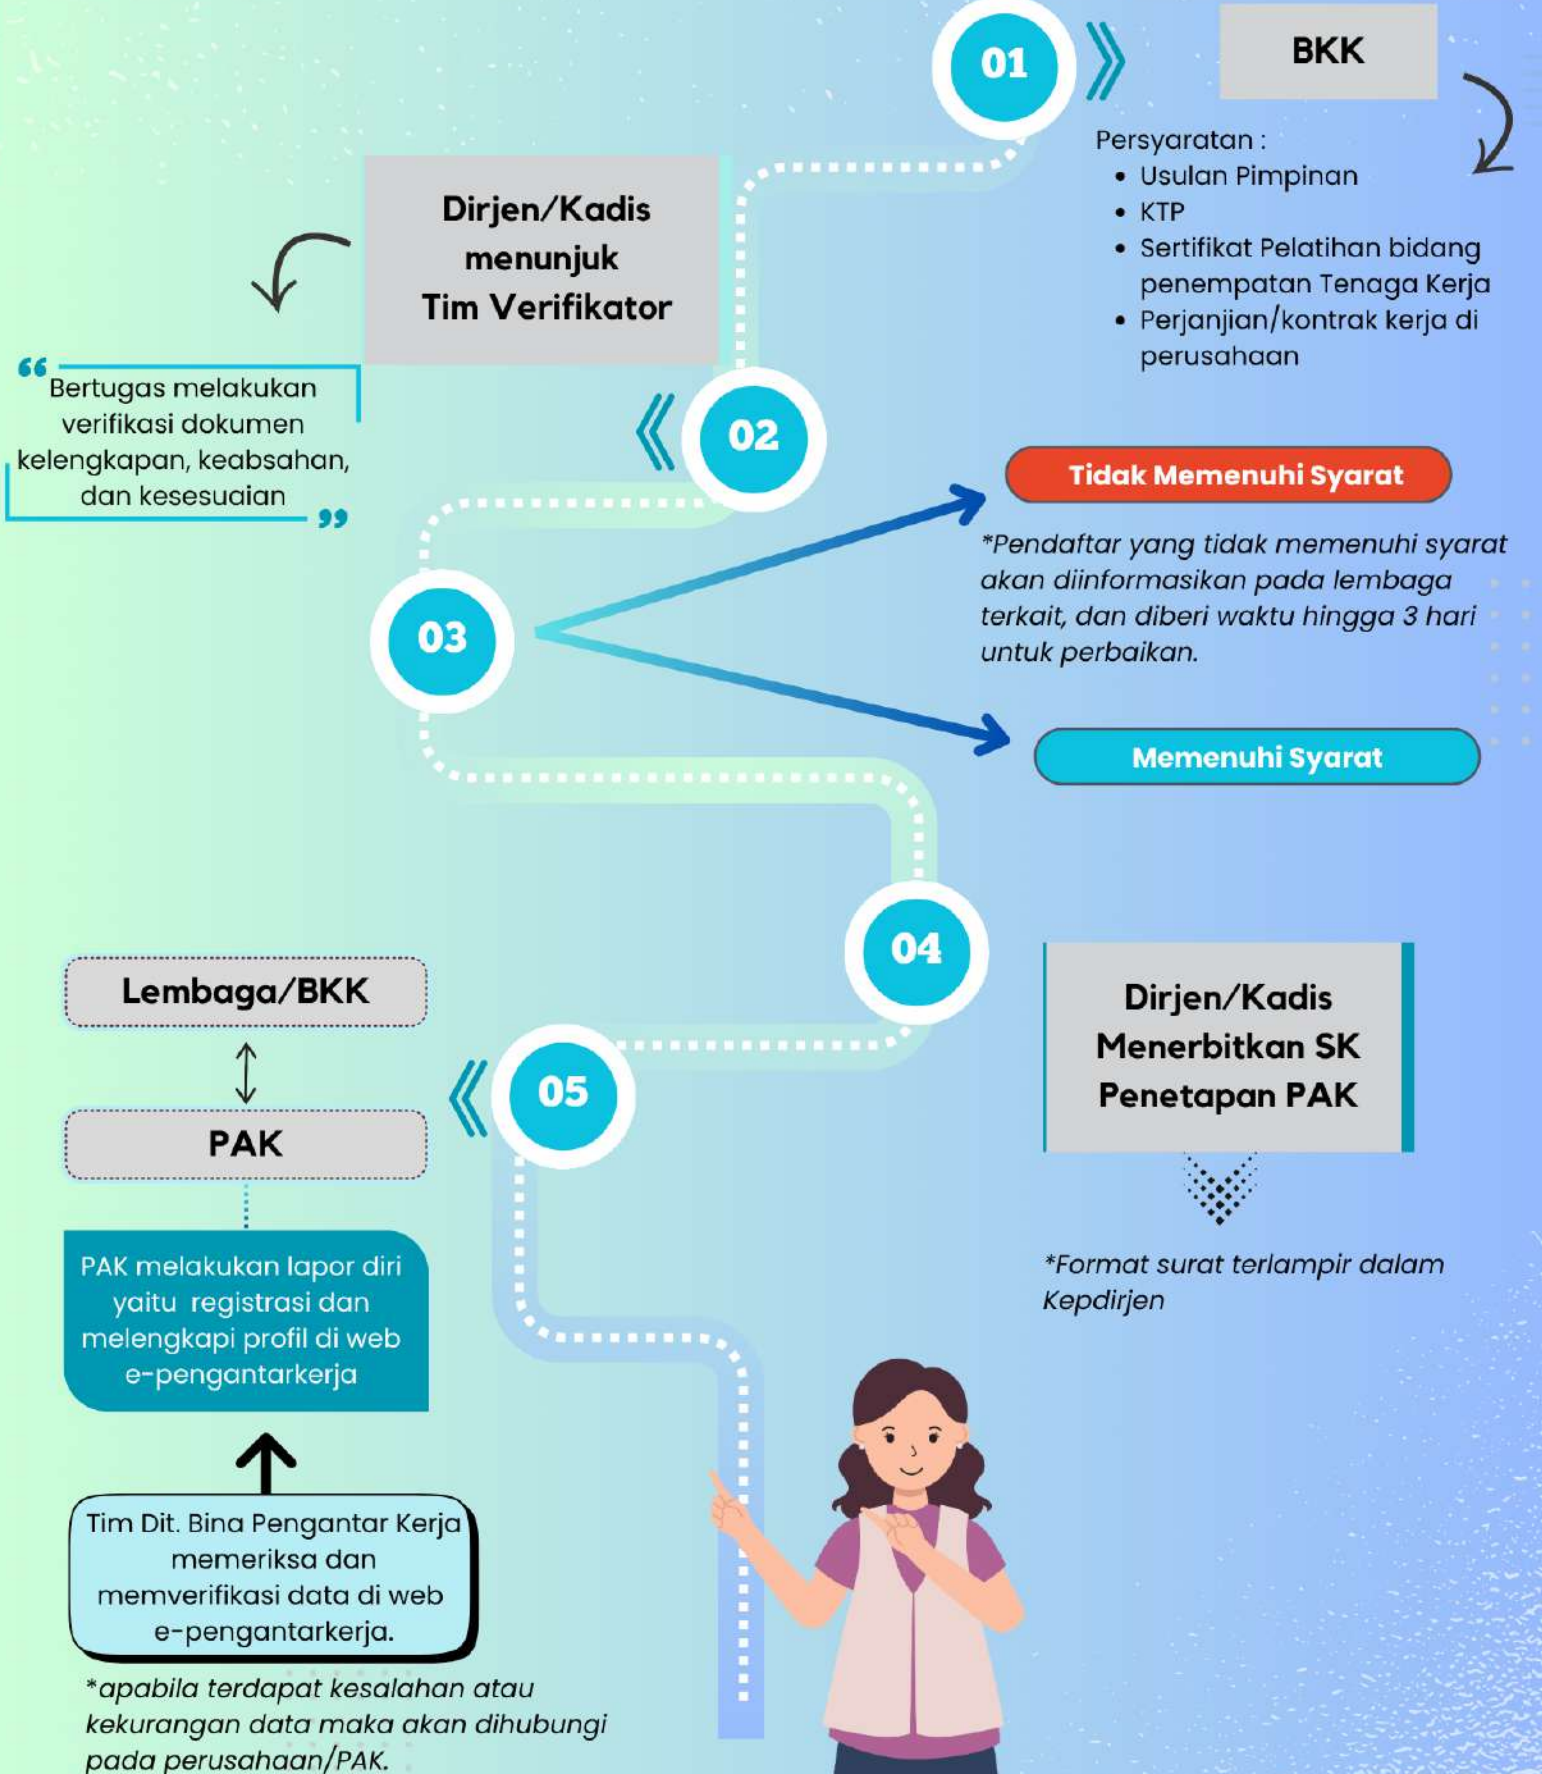 01
BKK
Persyaratan :
• Usulan Pimpinan
• KTP
• Sertifikat Pelatihan bidang
penempatan Tenaga Kerja
• Perjanjian/kontrak kerja di
perusahaan
Dirjen/Kadis
menunjuk
Tim Verifikator
02
“Bertugas melakukan
verifikasi dokumen
kelengkapan, keabsahan,
dan kesesuaian”
03
Tidak Memenuhi Syarat
*Pendaftar yang tidak memenuhi syarat
akan diinformasikan pada lembaga
terkait, dan diberi waktu hingga 3 hari
untuk perbaikan.
Memenuhi Syarat
04
Dirjen/Kadis
Menerbitkan SK
Penetapan PAK
*Format surat terlampir dalam
Kepdirjen
05
Lembaga/BKK
PAK
PAK melakukan lapor diri
yaitu registrasi dan
melengkapi profil di web
e-pengantarkerja
Tim Dit. Bina Pengantar Kerja
memeriksa dan
memverifikasi data di web
e-pengantarkerja.
*apabila terdapat kesalahan atau
kekurangan data maka akan dihubungi
pada perusahaan/PAK.